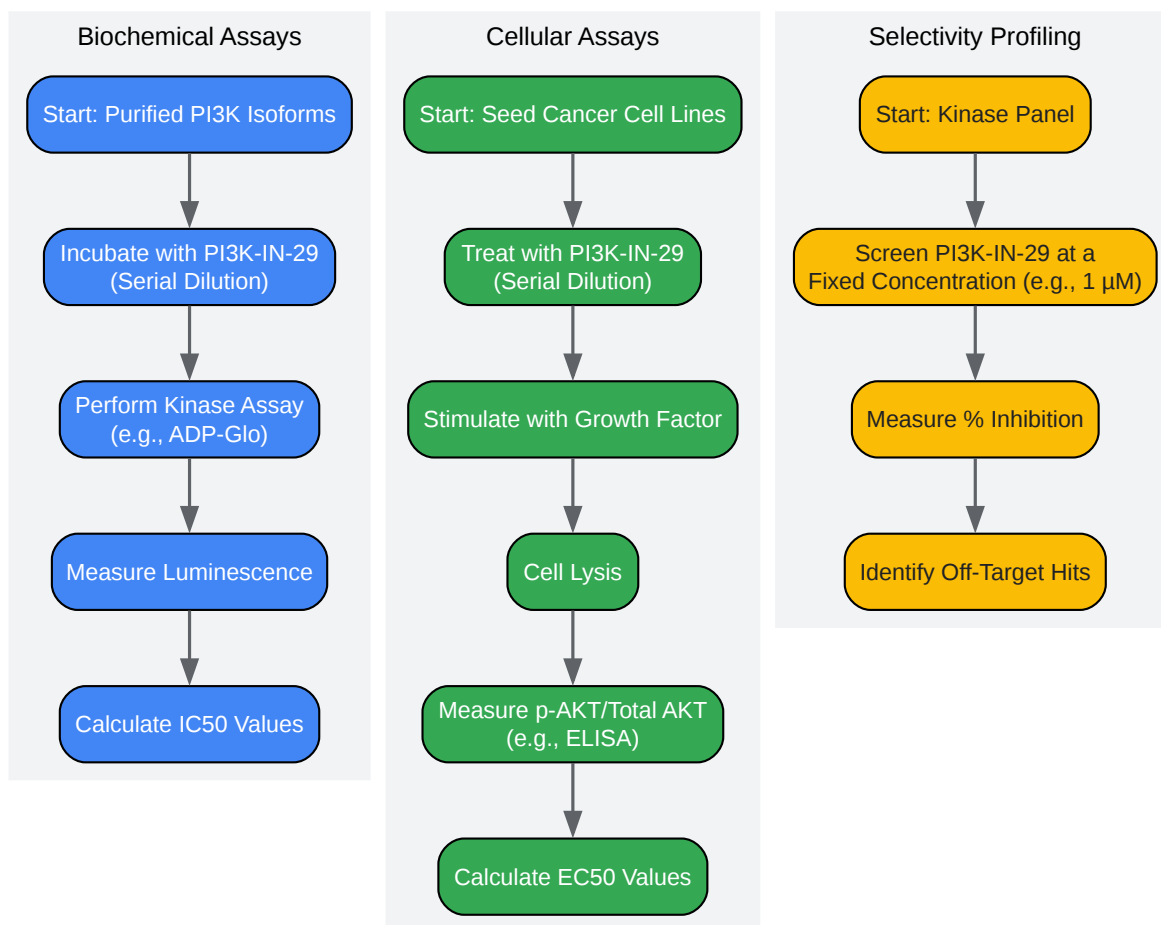 Biochemical Assays
Start: Purified PI3K Isoforms
Incubate with PI3K-IN-29
(Serial Dilution)
Perform Kinase Assay
(e.g., ADP-Glo)
Measure Luminescence
Calculate IC50 Values
Cellular Assays
Start: Seed Cancer Cell Lines
Treat with PI3K-IN-29
(Serial Dilution)
Stimulate with Growth Factor
Cell Lysis
Measure p-AKT/Total AKT
(e.g., ELISA)
Calculate EC50 Values
Selectivity Profiling
Start: Kinase Panel
Screen PI3K-IN-29 at a
Fixed Concentration (e.g., 1 µM)
Measure % Inhibition
Identify Off-Target Hits